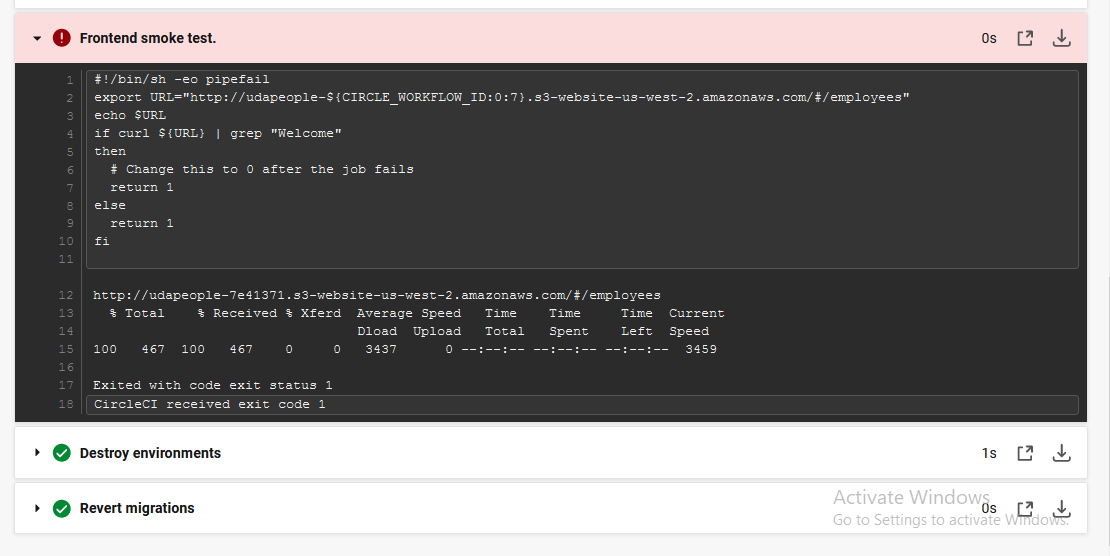 Frontend smoke test. 0s
1 #!/bin/sh -eo pipefail
2 export URL="http://udapeople-${CIRCLE_WORKFLOW_ID:0:7}.s3-website-us-west-2.amazonaws.com/#/employees"
3 echo $URL
4 if curl ${URL} | grep "Welcome"
5 then
6   # Change this to 0 after the job fails
7   return 1
8 else
9   return 1
10 fi
11
12 http://udapeople-7e41371.s3-website-us-west-2.amazonaws.com/#/employees
13   % Total    % Received % Xferd  Average Speed   Time    Time     Time  Current
14                                  Dload  Upload   Total   Spent    Left  Speed
15 100   467  100   467    0     0   3437      0 --:--:-- --:--:-- --:--:--  3459
16
17 Exited with code exit status 1
18 CircleCI received exit code 1
Destroy environments 1s
Revert migrations 0s
Activate Windows
Go to Settings to activate Windows.